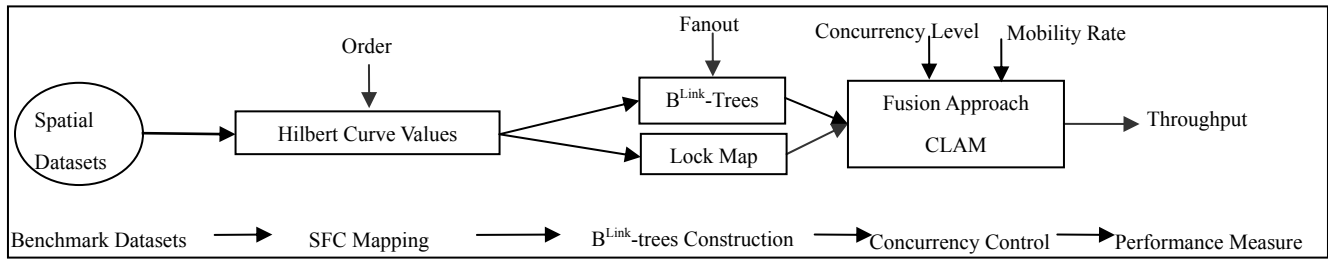 Fanout
Concurrency Level
Mobility Rate
Order
Spatial
Datasets
Hilbert Curve Values
B^Link-Trees
Lock Map
Fusion Approach
CLAM
Throughput
Benchmark Datasets
SFC Mapping
B^Link-trees Construction
Concurrency Control
Performance Measure